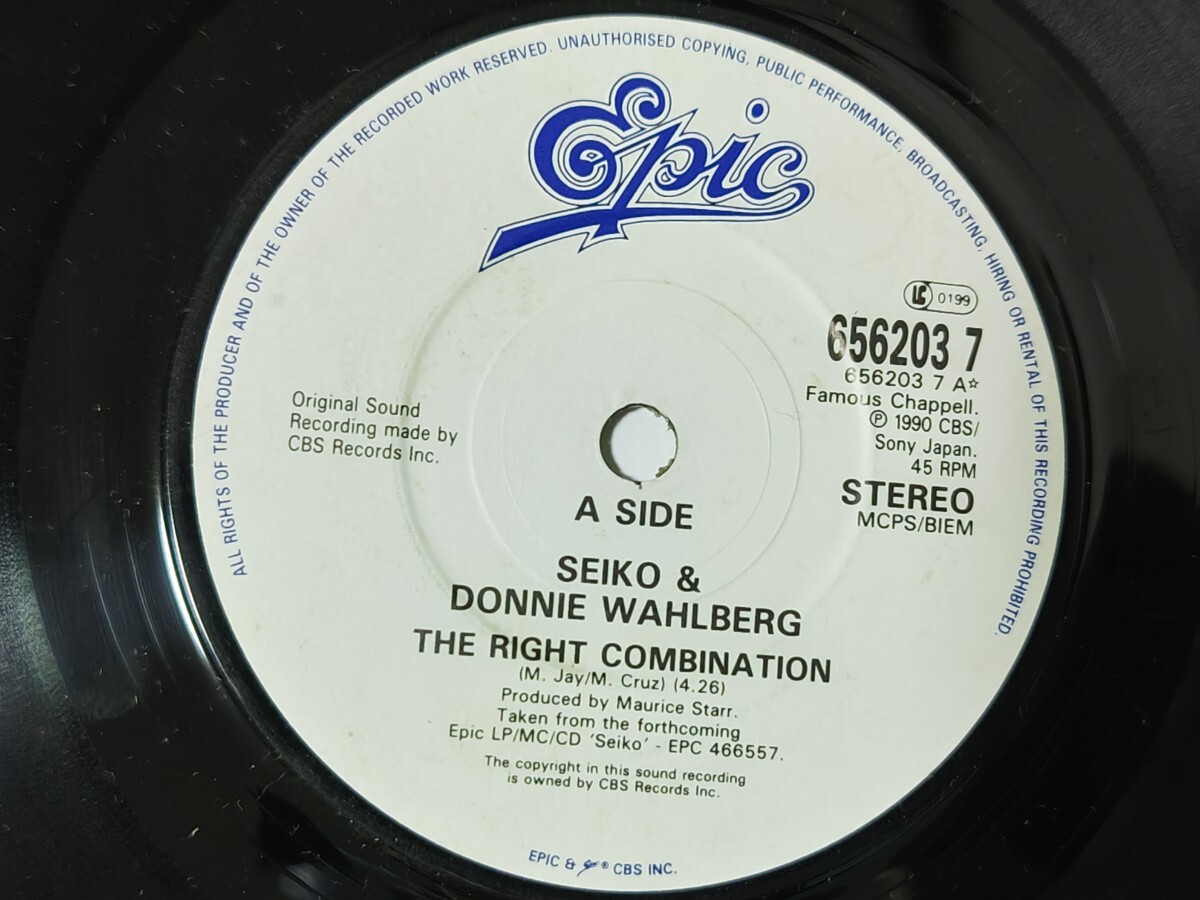 ALL RIGHTS OF THE PRODUCER AND OF THE OWNER OF THE RECORDED WORK RESERVED. UNAUTHORISED COPYING, PUBLIC PERFORMANCE, BROADCASTING, HIRING OR RENTAL OF THIS RECORDING PROHIBITED.
Epic
LC 0199
656203 7
656203 7 A☆
Famous Chappell.
℗ 1990 CBS/
Sony Japan.
45 RPM
STEREO
MCPS/BIEM
Original Sound
Recording made by
CBS Records Inc.
A SIDE
SEIKO &
DONNIE WAHLBERG
THE RIGHT COMBINATION
(M. Jay/M. Cruz) (4.26)
Produced by Maurice Starr.
Taken from the forthcoming
Epic LP/MC/CD 'Seiko' - EPC 466557.
The copyright in this sound recording
is owned by CBS Records Inc.
EPIC & ® CBS INC.